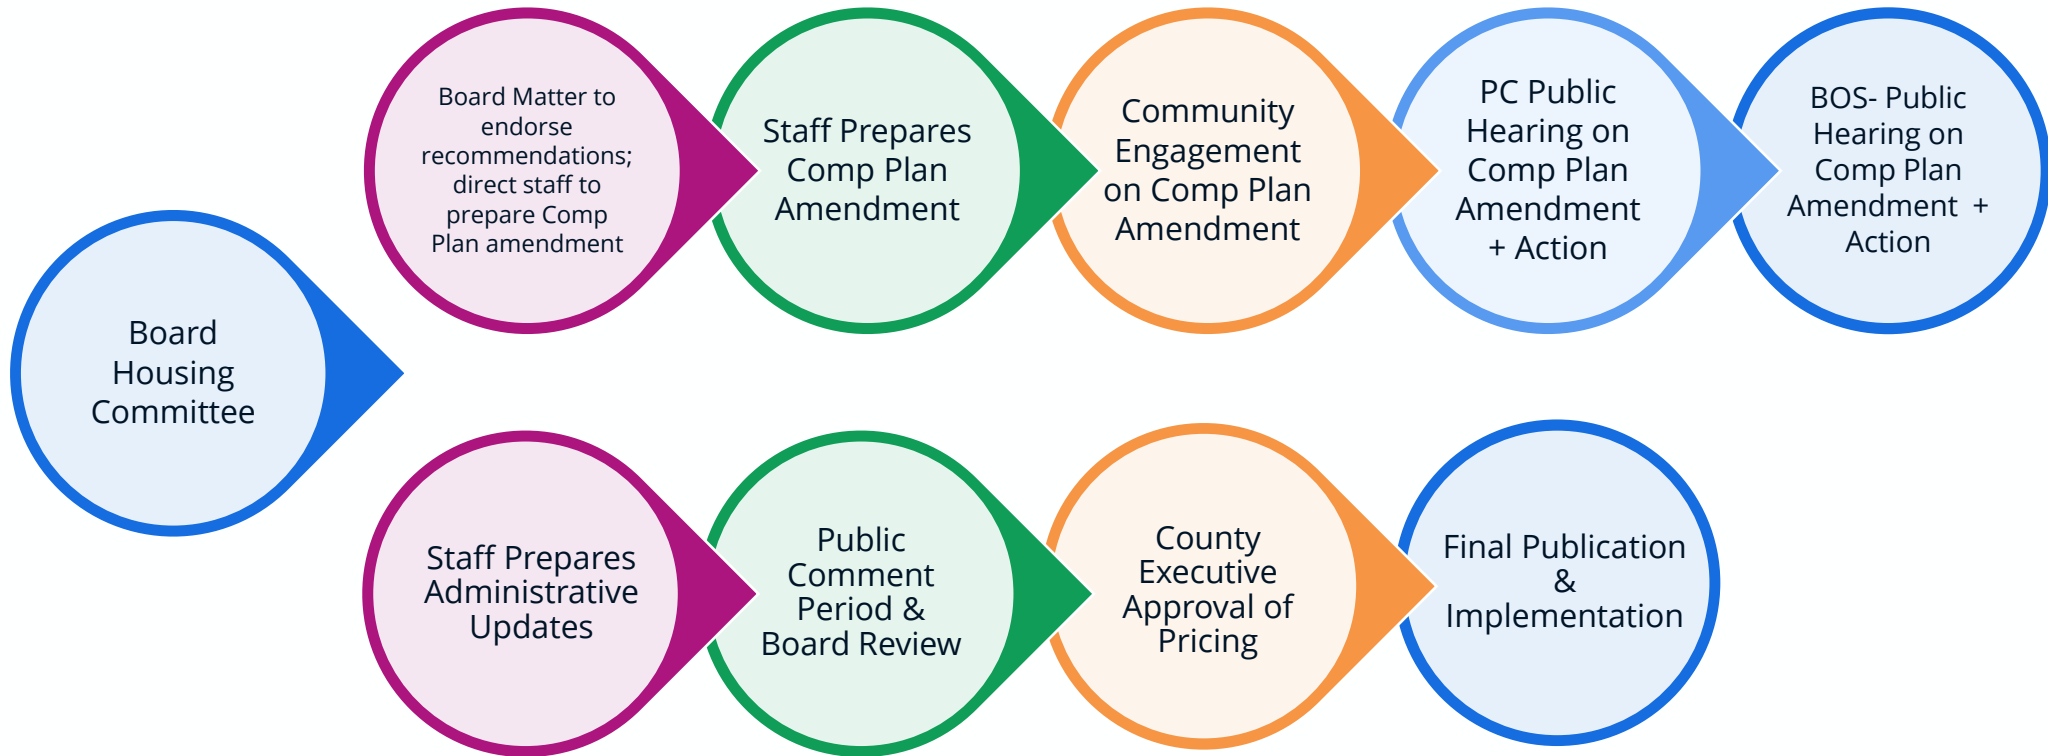 Board
Housing
Committee
Board Matter to
endorse
recommendations;
direct staff to
prepare Comp
Plan amendment
Staff Prepares
Comp Plan
Amendment
Community
Engagement
on Comp Plan
Amendment
PC Public
Hearing on
Comp Plan
Amendment
+ Action
BOS- Public
Hearing on
Comp Plan
Amendment +
Action
Staff Prepares
Administrative
Updates
Public
Comment
Period &
Board Review
County
Executive
Approval of
Pricing
Final Publication
&
Implementation